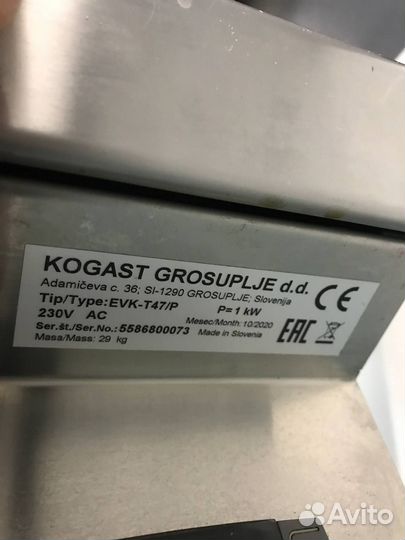 KOGAST GROSUPLJE d.d.
Adamičeva c. 36; SI-1290 GROSUPLJE; Slovenija
Tip/Type:EVK-T47/P P= 1 kW
230V AC Mesec/Month: 10/2020
Ser.št./Ser.No.: 5586800073 Made in Slovenia
Masa/Mass: 29 kg
CE
EAC
Avito